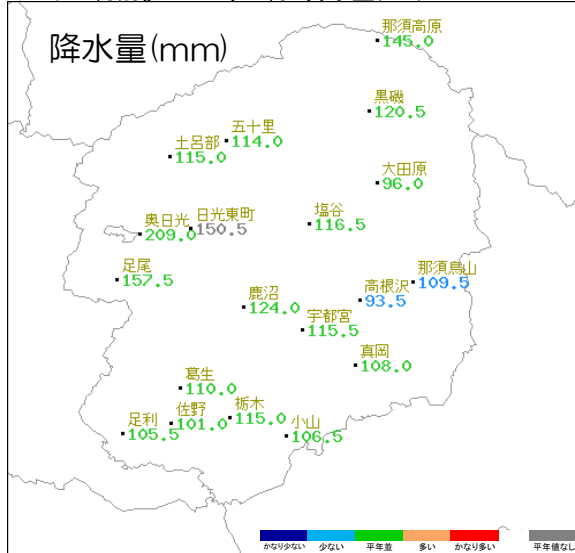 降水量(mm)
那須高原
145.0
黒磯
120.5
五十里
114.0
土呂部
115.0
大田原
96.0
塩谷
116.5
日光東町
150.5
奥日光
209.0
足尾
157.5
那須烏山
109.5
高根沢
93.5
鹿沼
124.0
宇都宮
115.5
真岡
108.0
葛生
110.0
栃木
115.0
佐野
101.0
足利
105.5
小山
106.5
かなり少ない 少ない 平年並 多い かなり多い 平年値なし